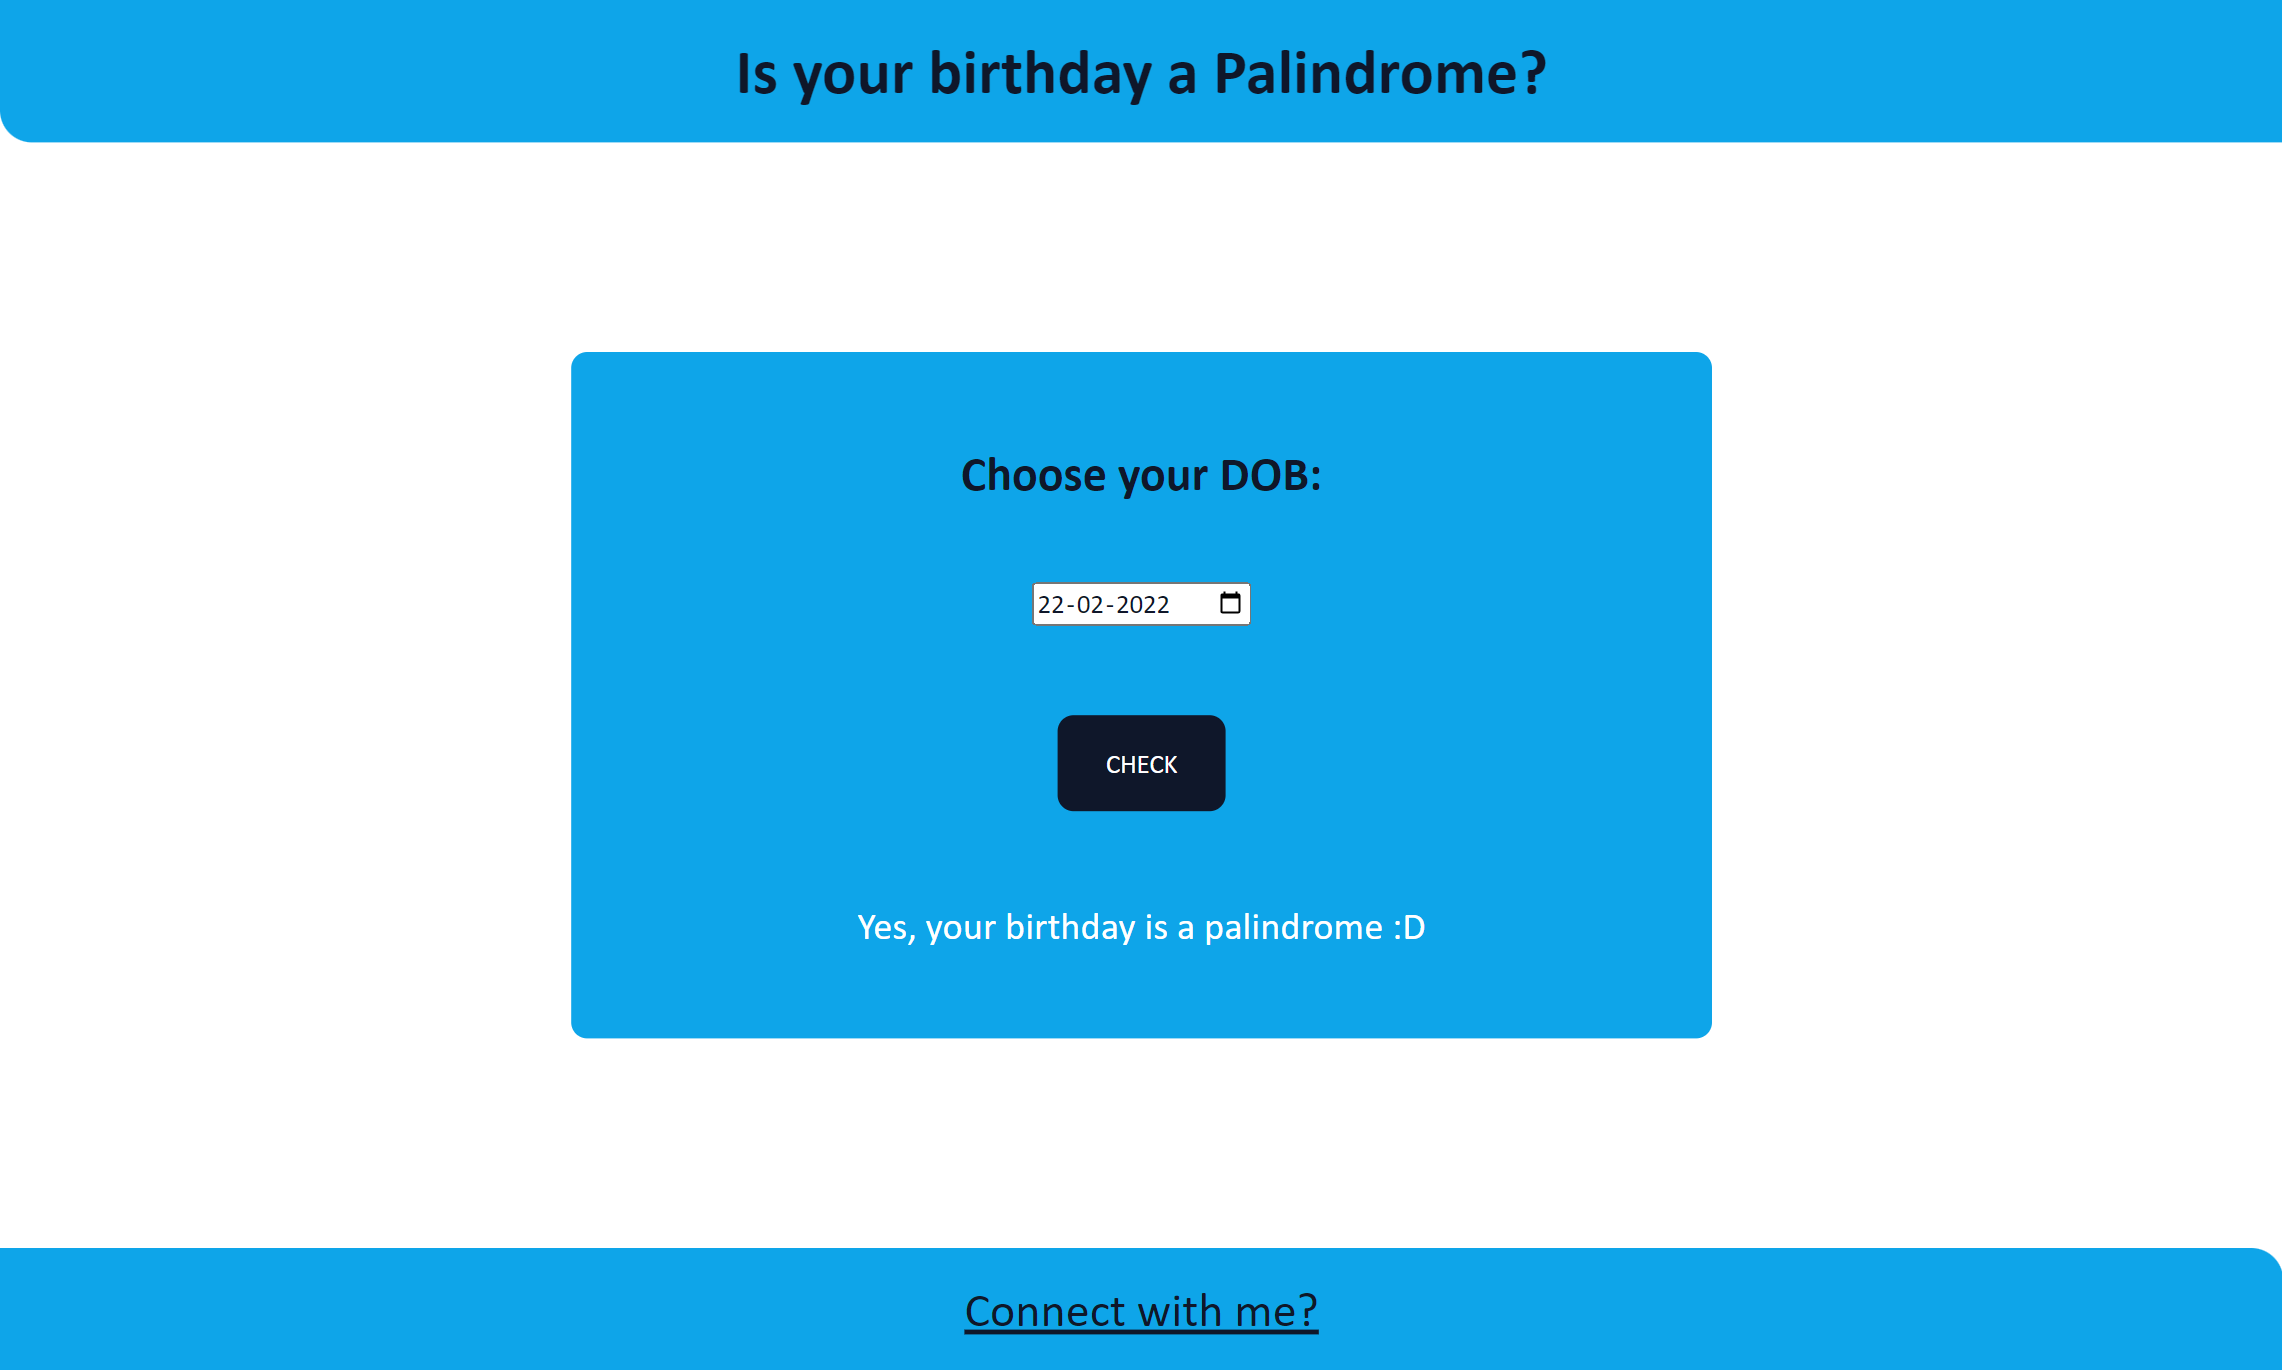 Is your birthday a Palindrome?
Choose your DOB:
22-02-2022
CHECK
Yes, your birthday is a palindrome :D
Connect with me?